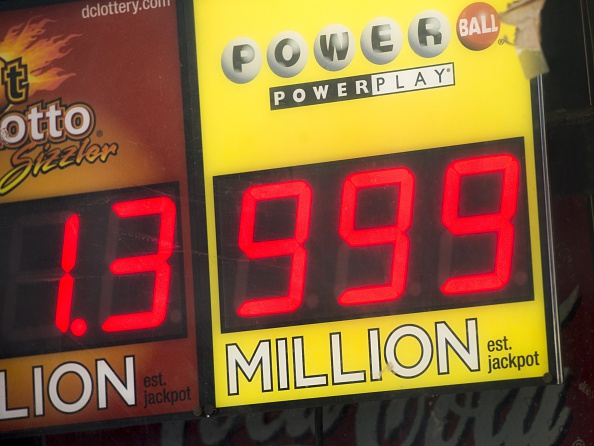 dclottery.com
otto
Sizzler
1.3
LION
est.
jackpot
POWER BALL
POWERPLAY®
999
MILLION
est.
jackpot